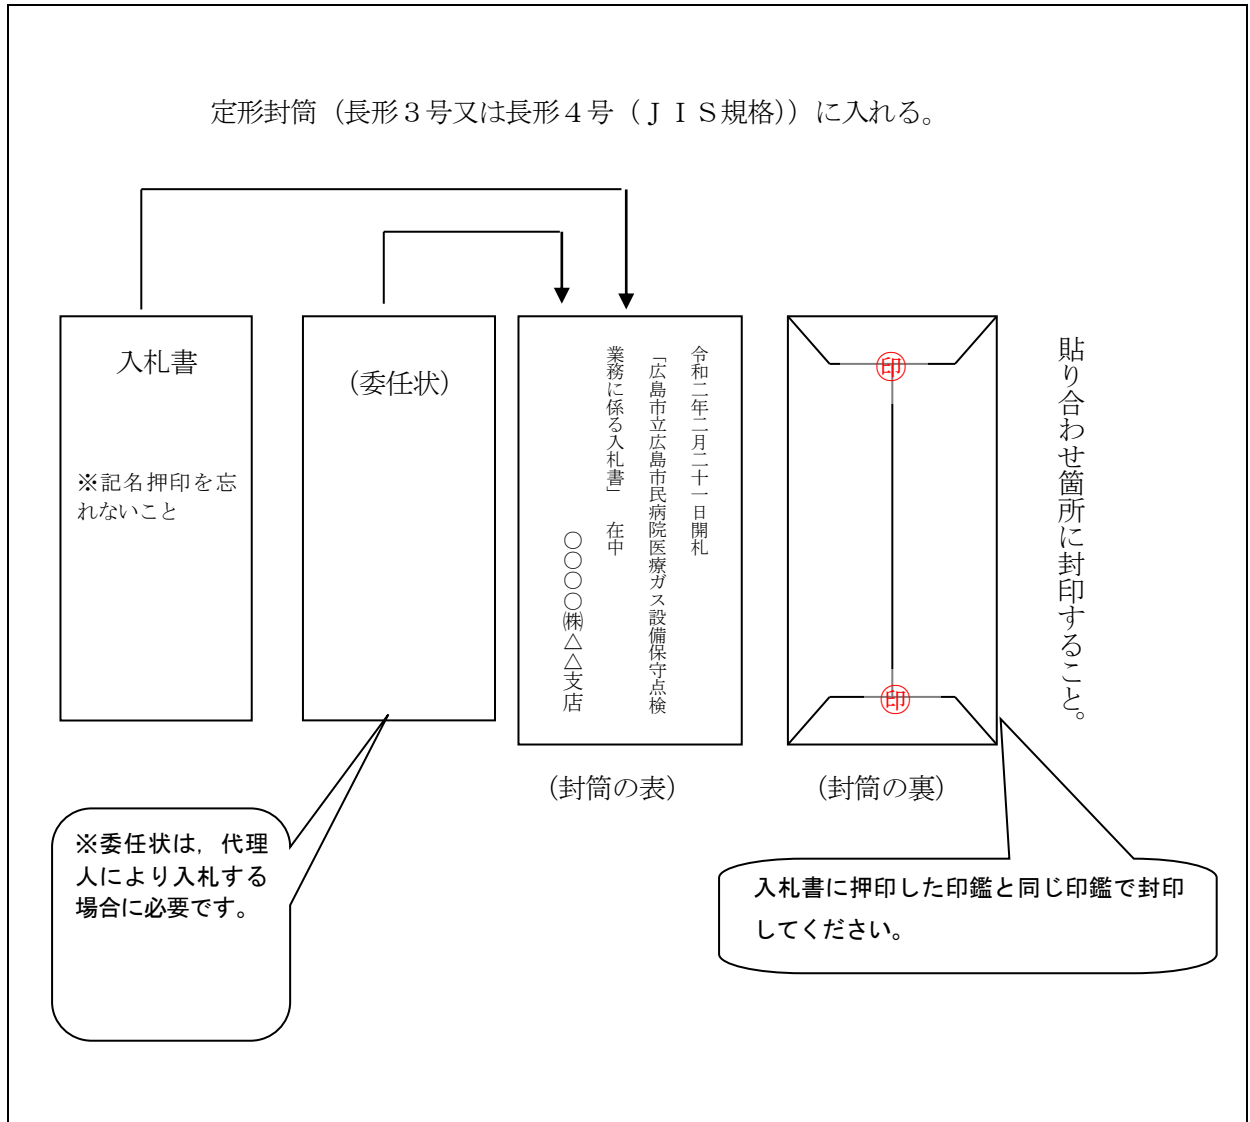 定形封筒（長形３号又は長形４号（ＪＩＳ規格））に入れる。
入札書
※記名押印を忘
れないこと
（委任状）
令和二年二月二十一日開札
「広島市立広島市民病院医療ガス設備保守点検
業務に係る入札書」　在中
〇〇〇〇㈱△△支店
（封筒の表）
㊞
㊞
（封筒の裏）
貼り合わせ箇所に封印すること。
※委任状は，代理
人により入札する
場合に必要です。
入札書に押印した印鑑と同じ印鑑で封印
してください。